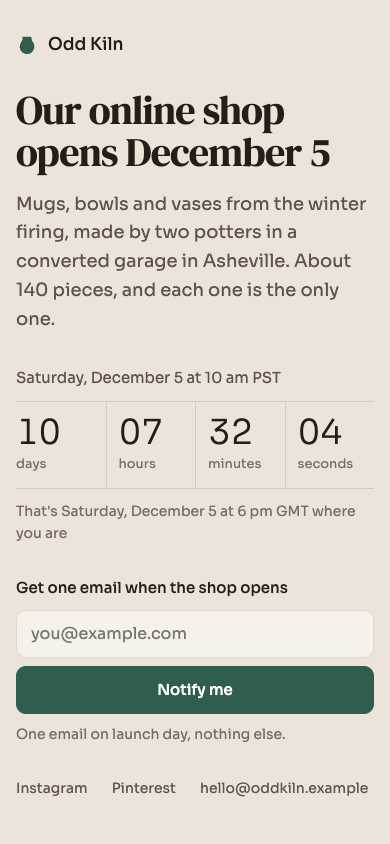 Odd Kiln
Our online shop
opens December 5
Mugs, bowls and vases from the winter
firing, made by two potters in a
converted garage in Asheville. About
140 pieces, and each one is the only
one.
Saturday, December 5 at 10 am PST
10 07 32 04
days hours minutes seconds
That's Saturday, December 5 at 6 pm GMT where
you are
Get one email when the shop opens
you@example.com
Notify me
One email on launch day, nothing else.
Instagram Pinterest hello@oddkiln.example